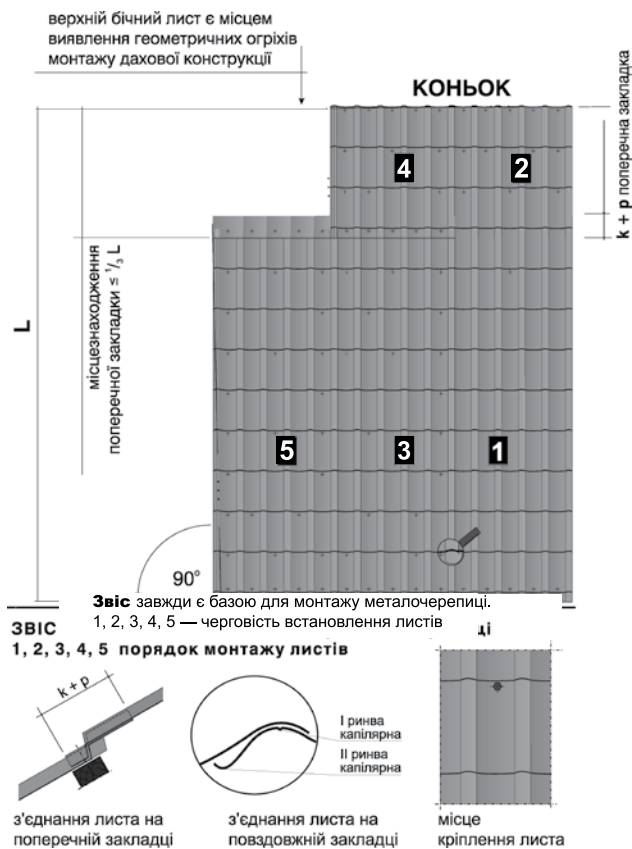 верхній бічний лист є місцем
виявлення геометричних огріхів
монтажу дахової конструкції
КОНЬОК
4
2
k + p поперечна закладка
місцезнаходження
поперечної закладки ≤ 1/3 L
L
5
3
1
90°
Звіс завжди є базою для монтажу металочерепиці.
1, 2, 3, 4, 5 — черговість встановлення листів
ЗВІС
ці
1, 2, 3, 4, 5 порядок монтажу листів
k + p
I ринва
капілярна
II ринва
капілярна
з'єднання листа на
поперечній закладці
з'єднання листа на
повздовжній закладці
місце
кріплення листа